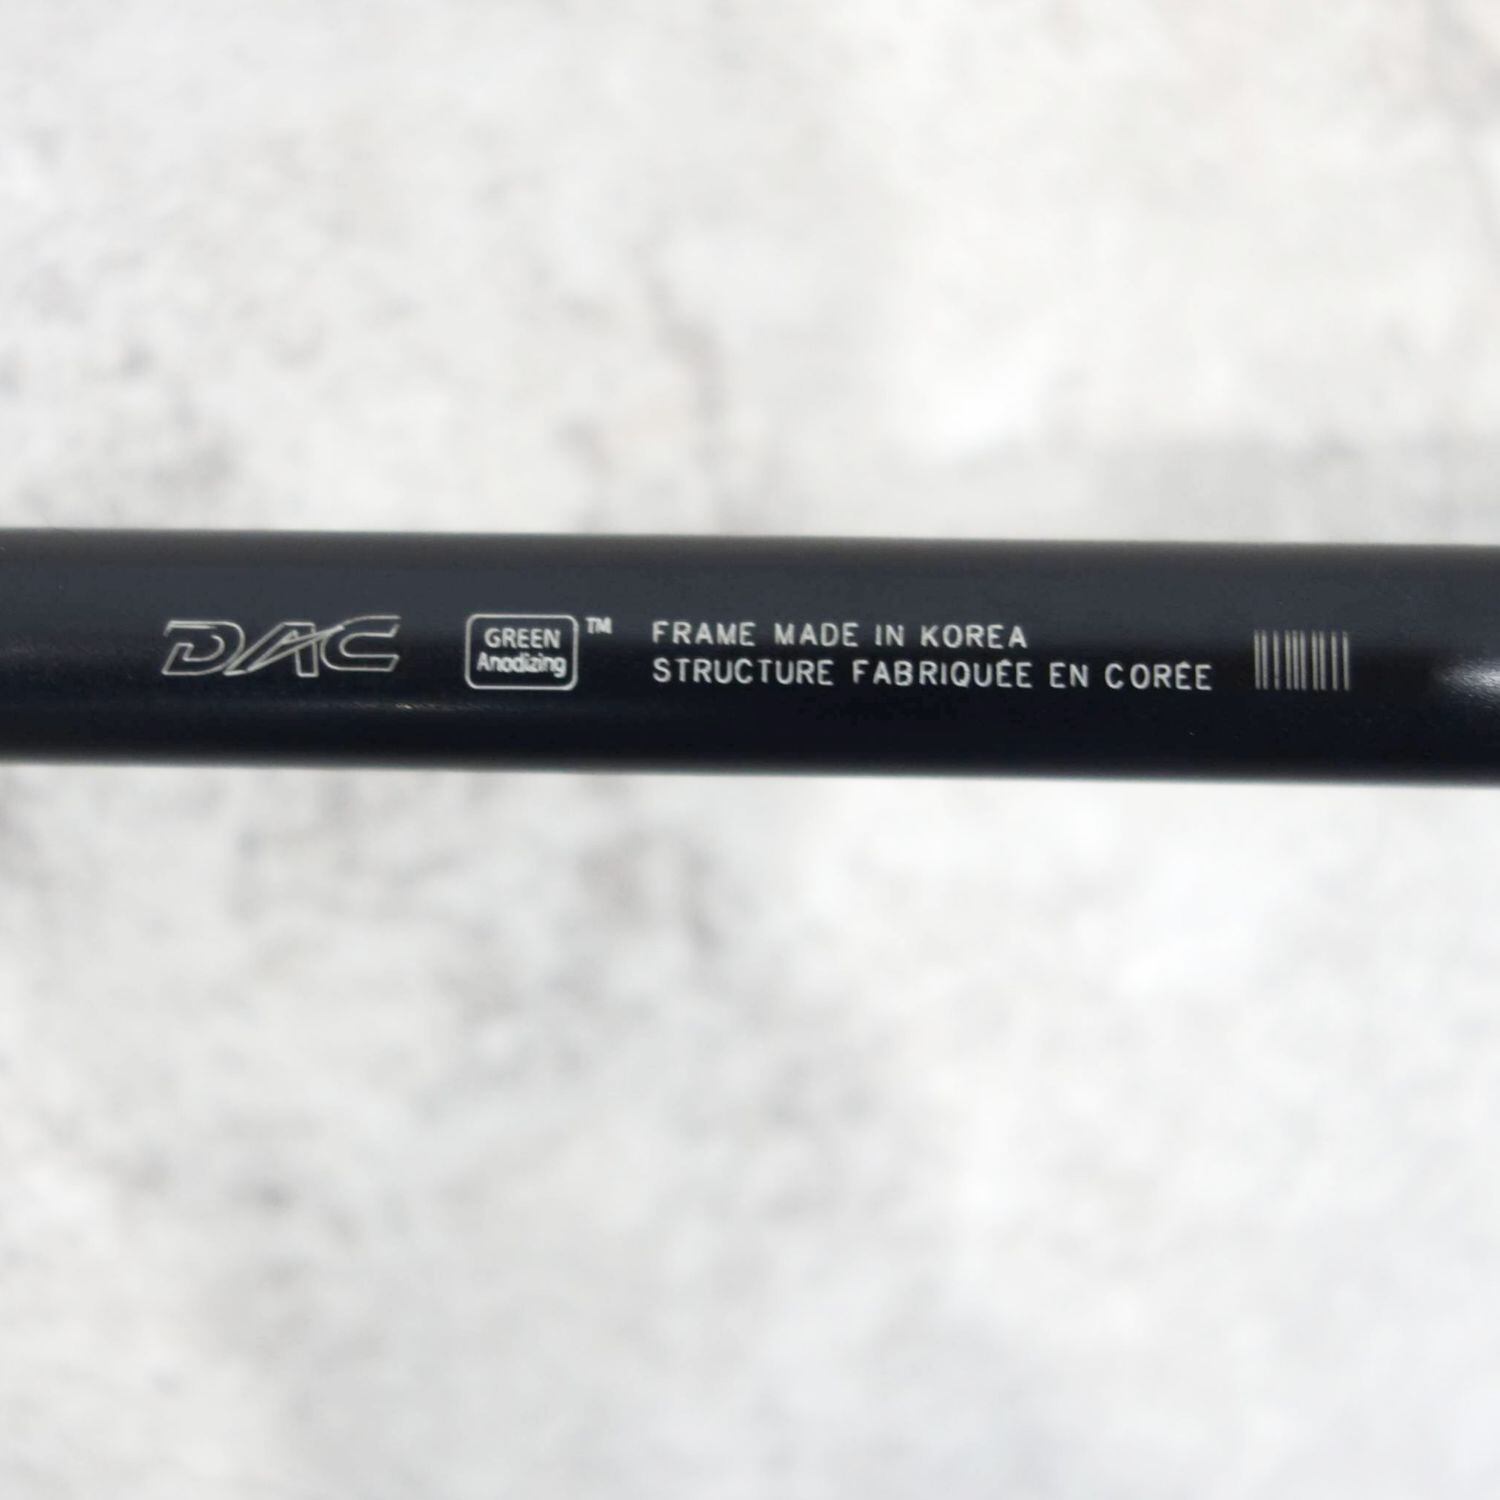 DAC
GREEN
Anodizing
™
FRAME MADE IN KOREA
STRUCTURE FABRIQUÉE EN CORÉE